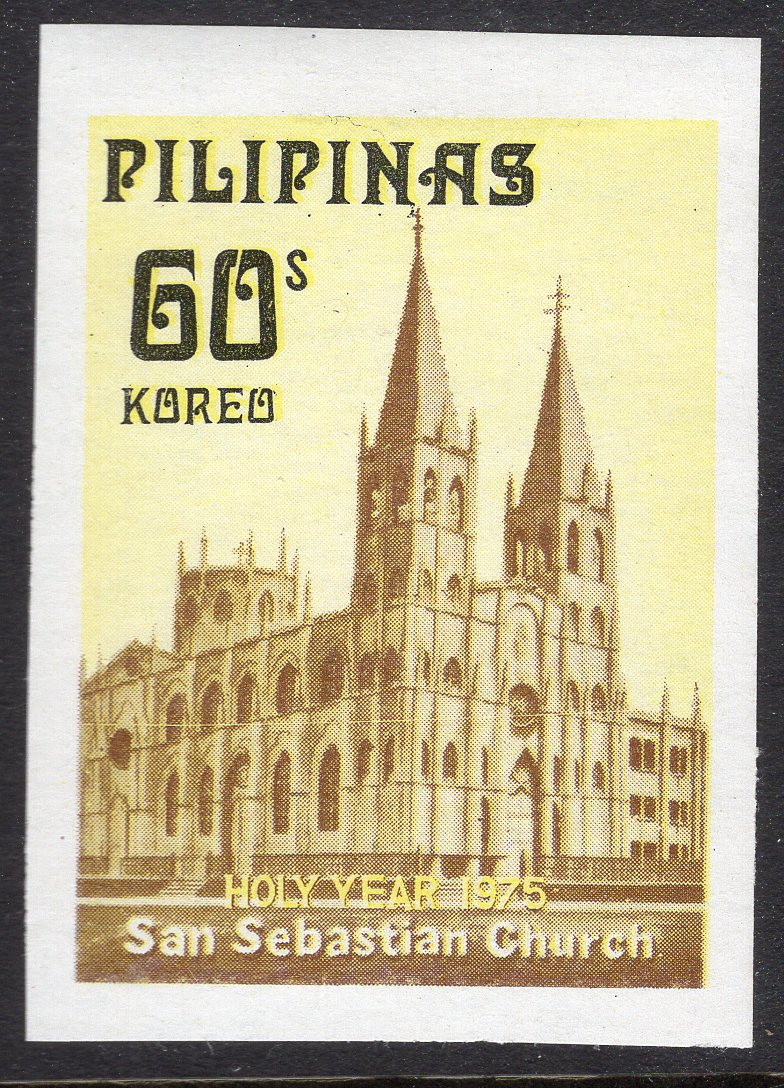 PILIPINAS
60s
KOREO
HOLY YEAR 1975
San Sebastian Church